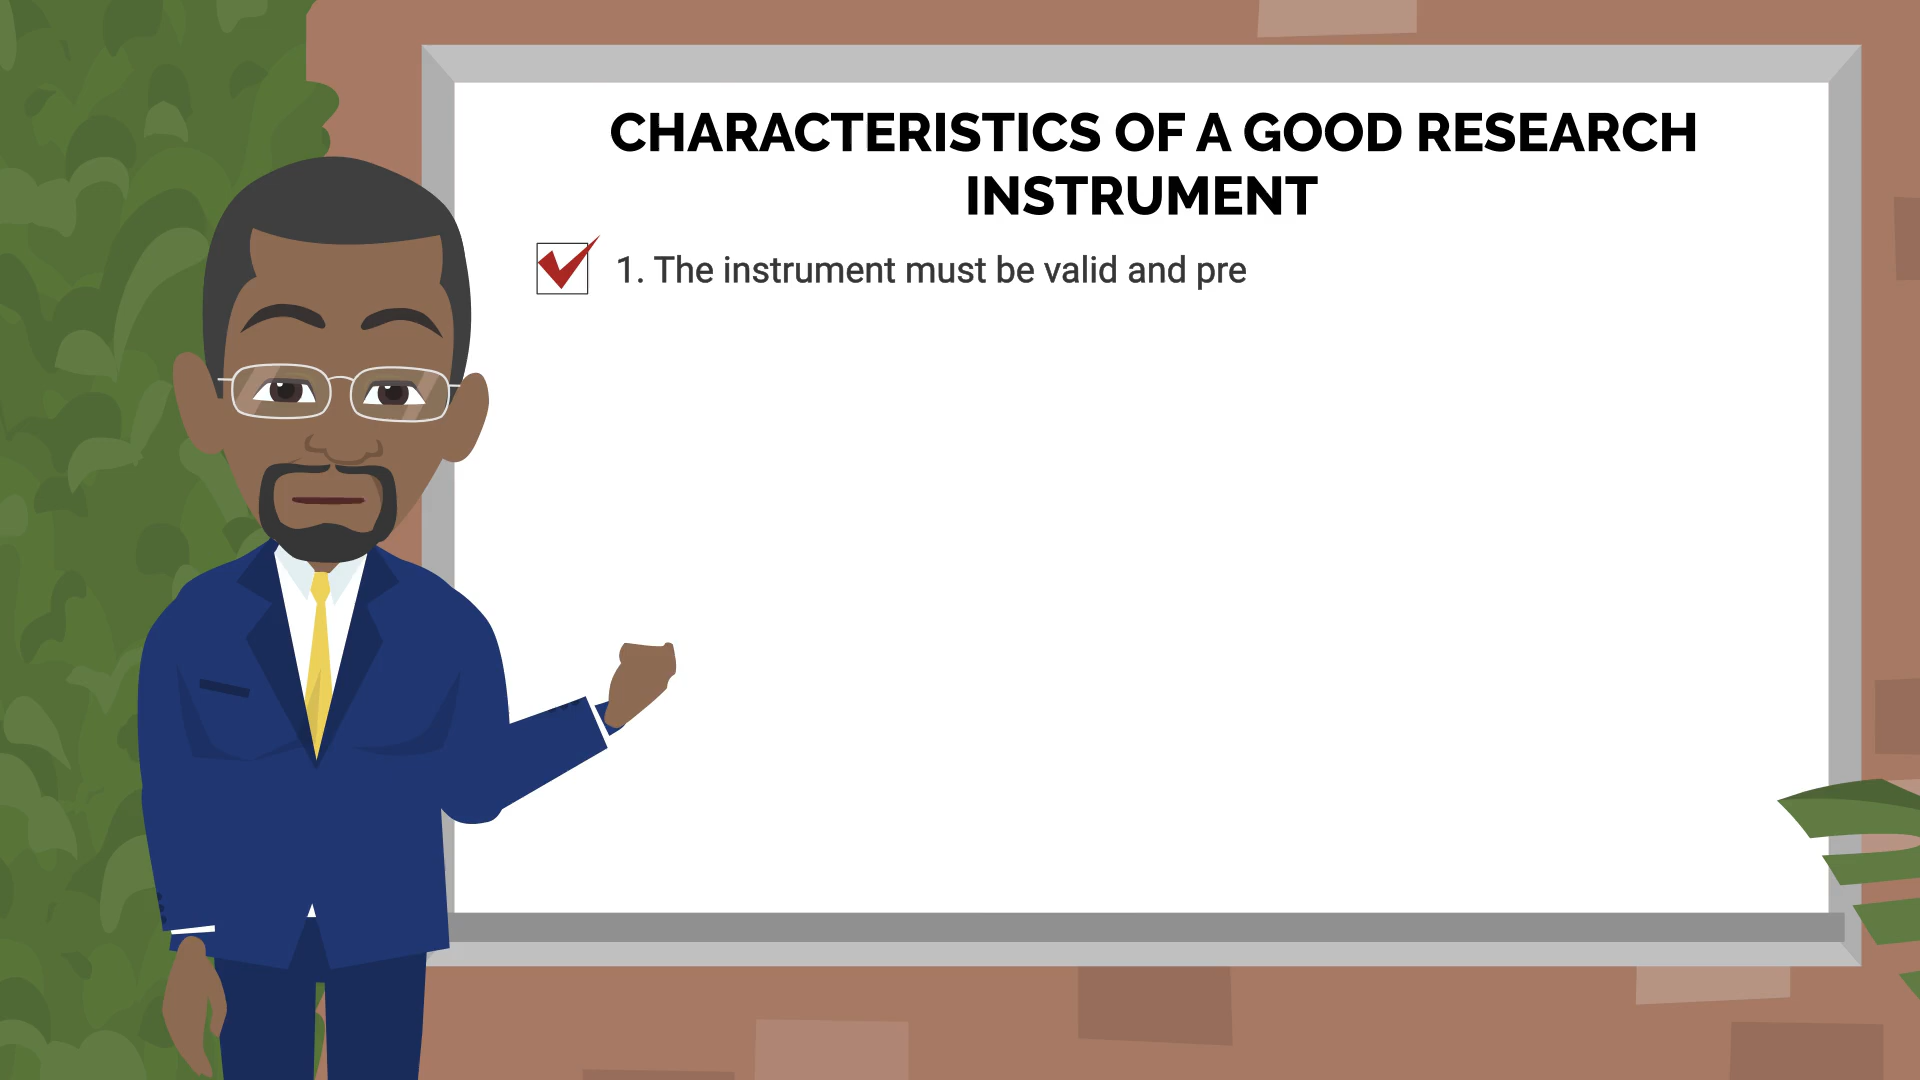 CHARACTERISTICS OF A GOOD RESEARCH
INSTRUMENT
1. The instrument must be valid and pre